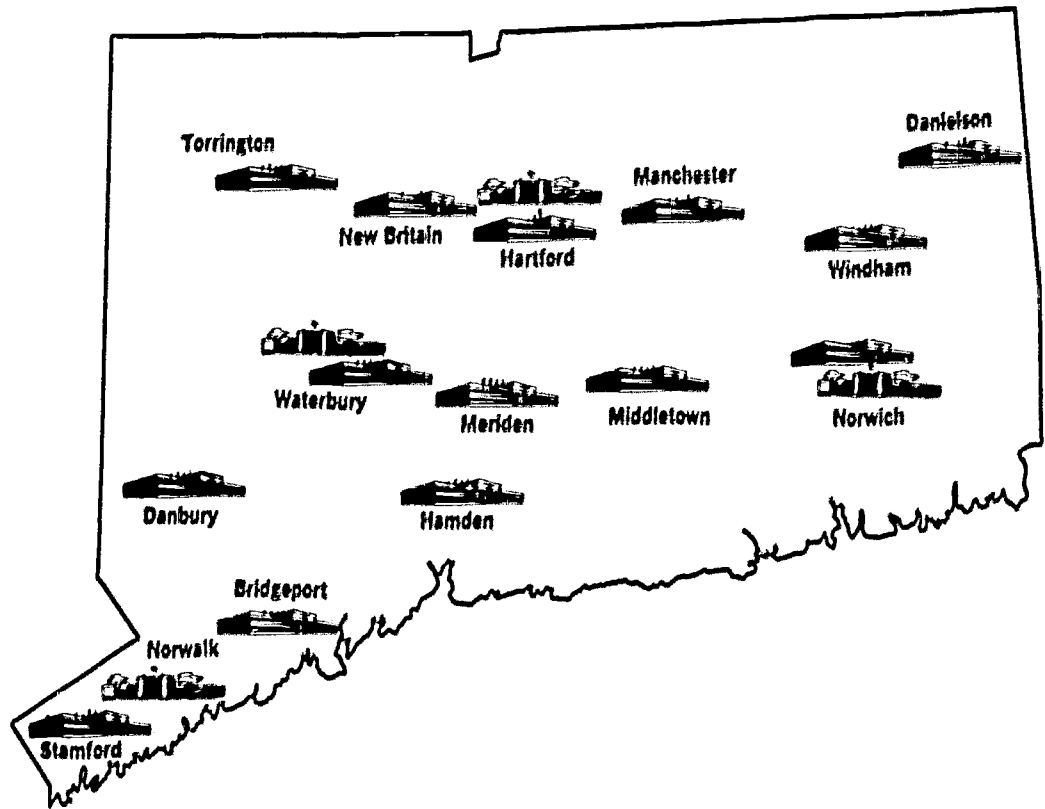 Danielson
Torrington
Manchester
New Britain
Hartford
Windham
Waterbury
Meriden
Middletown
Norwich
Danbury
Hamden
Bridgeport
Norwalk
Stamford